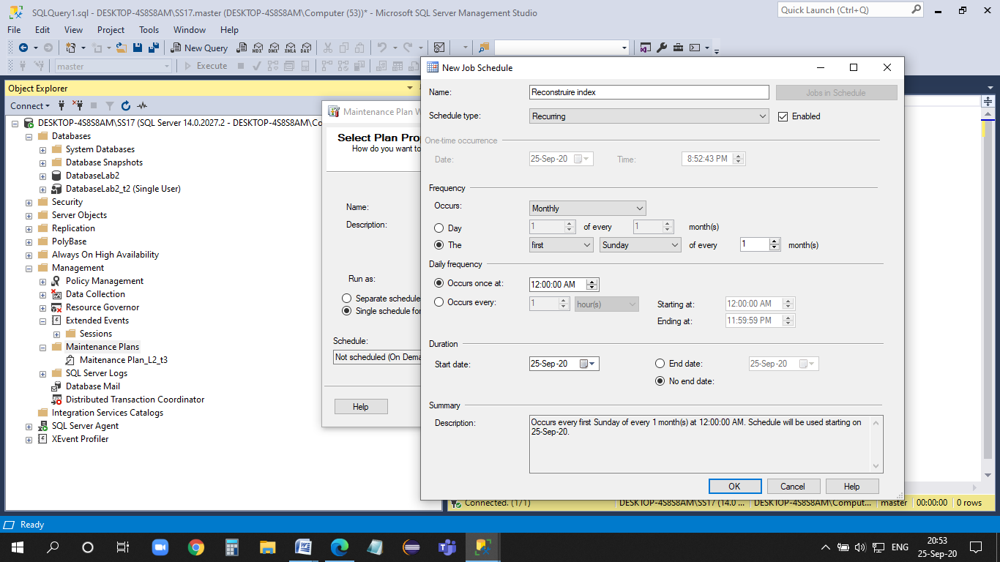 SQLQuery1.sql - DESKTOP-4S8S8AM\SS17.master (DESKTOP-4S8S8AM\Computer (53))* - Microsoft SQL Server Management Studio
Quick Launch (Ctrl+Q)
File Edit View Project Tools Window Help
New Query MDX DMX XMLA DAX
master Execute
Object Explorer
Connect
DESKTOP-4S8S8AM\SS17 (SQL Server 14.0.2027.2 - DESKTOP-4S8S8AM\Co
Databases
System Databases
Database Snapshots
DatabaseLab2
DatabaseLab2_t2 (Single User)
Security
Server Objects
Replication
PolyBase
Always On High Availability
Management
Policy Management
Data Collection
Resource Governor
Extended Events
Sessions
Maintenance Plans
Maitenance Plan_L2_t3
SQL Server Logs
Database Mail
Distributed Transaction Coordinator
Integration Services Catalogs
SQL Server Agent
XEvent Profiler
Maintenance Plan W
Select Plan Pro
How do you want to
Name:
Description:
Run as:
Separate schedule
Single schedule for
Schedule:
Not scheduled (On Dema
Help
New Job Schedule
Name: Reconstruire index Jobs in Schedule
Schedule type: Recurring Enabled
One-time occurrence
Date: 25-Sep-20 Time: 8:52:43 PM
Frequency
Occurs: Monthly
Day 1 of every 1 month(s)
The first Sunday of every 1 month(s)
Daily frequency
Occurs once at: 12:00:00 AM
Occurs every: 1 hour(s) Starting at: 12:00:00 AM
Ending at: 11:59:59 PM
Duration
Start date: 25-Sep-20 End date: 25-Sep-20
No end date:
Summary
Description: Occurs every first Sunday of every 1 month(s) at 12:00:00 AM. Schedule will be used starting on
25-Sep-20.
OK Cancel Help
Connected. (1/1) DESKTOP-4S8S8AM\SS17 (14.0 ... DESKTOP-4S8S8AM\Comput... master 00:00:00 0 rows
Ready
ENG 20:53
25-Sep-20